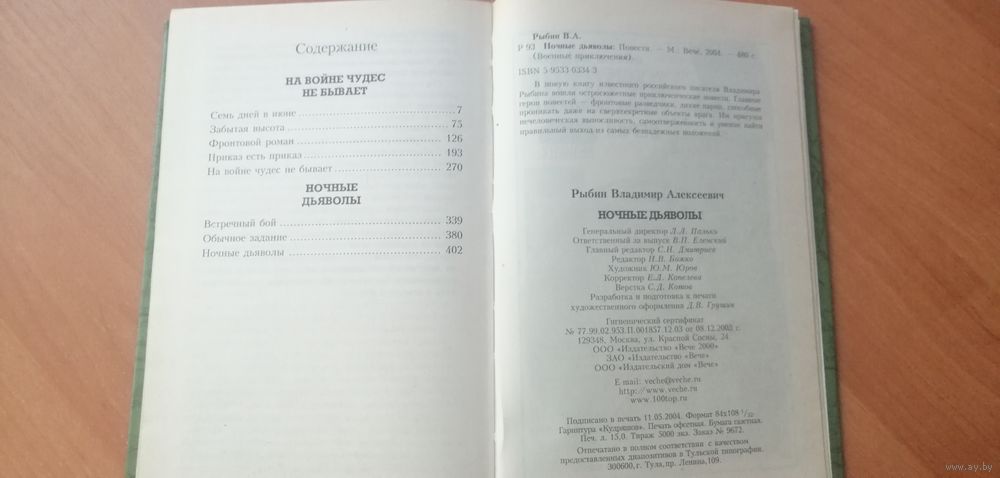 Содержание
НА ВОЙНЕ ЧУДЕС
НЕ БЫВАЕТ
Семь дней в июне ........ 7
Забытая высота ........ 75
Фронтовой роман ........ 126
Приказ есть приказ ........ 193
На войне чудес не бывает ........ 270
НОЧНЫЕ
ДЬЯВОЛЫ
Встречный бой ........ 339
Обычное задание ........ 380
Ночные дьяволы ........ 402
Рыбин В.А.
Р 93 Ночные дьяволы: Повести. — М.: Вече, 2004. — 480 с.
(Военные приключения).
ISBN 5-9533-0334-3
В новую книгу известного российского писателя Владимира
Рыбина вошли остросюжетные приключенческие повести. Главные
герои повестей — фронтовые разведчики, лихие парни, способные
проникать даже на сверхсекретные объекты врага. Им присущи
нечеловеческая выносливость, самоотверженность и умение найти
правильный выход из самых безнадежных положений.
Рыбин Владимир Алексеевич
НОЧНЫЕ ДЬЯВОЛЫ
Генеральный директор Л.Л. Палько
Ответственный за выпуск В.П. Еленский
Главный редактор С.Н. Дмитриев
Редактор Н.В. Божко
Художник Ю.М. Юров
Корректор Е.Л. Копелева
Верстка С.Д. Котов
Разработка и подготовка к печати
художественного оформления Д.В. Грушин
Гигиенический сертификат
№ 77.99.02.953.П.001857.12.03 от 08.12.2003 г.
129348, Москва, ул. Красной Сосны, 24.
ООО «Издательство «Вече 2000»
ЗАО «Издательство «Вече»
ООО «Издательский дом «Вече»
E-mail: veche@veche.ru
http://www.veche.ru
www.100top.ru
Подписано в печать 11.05.2004. Формат 84х108 1/32.
Гарнитура «Кудряшов». Печать офсетная. Бумага газетная.
Печ. л. 15,0. Тираж 5000 экз. Заказ № 9672.
Отпечатано в полном соответствии с качеством
предоставленных диапозитивов в Тульской типографии.
300600, г. Тула, пр. Ленина, 109.
www.ay.by